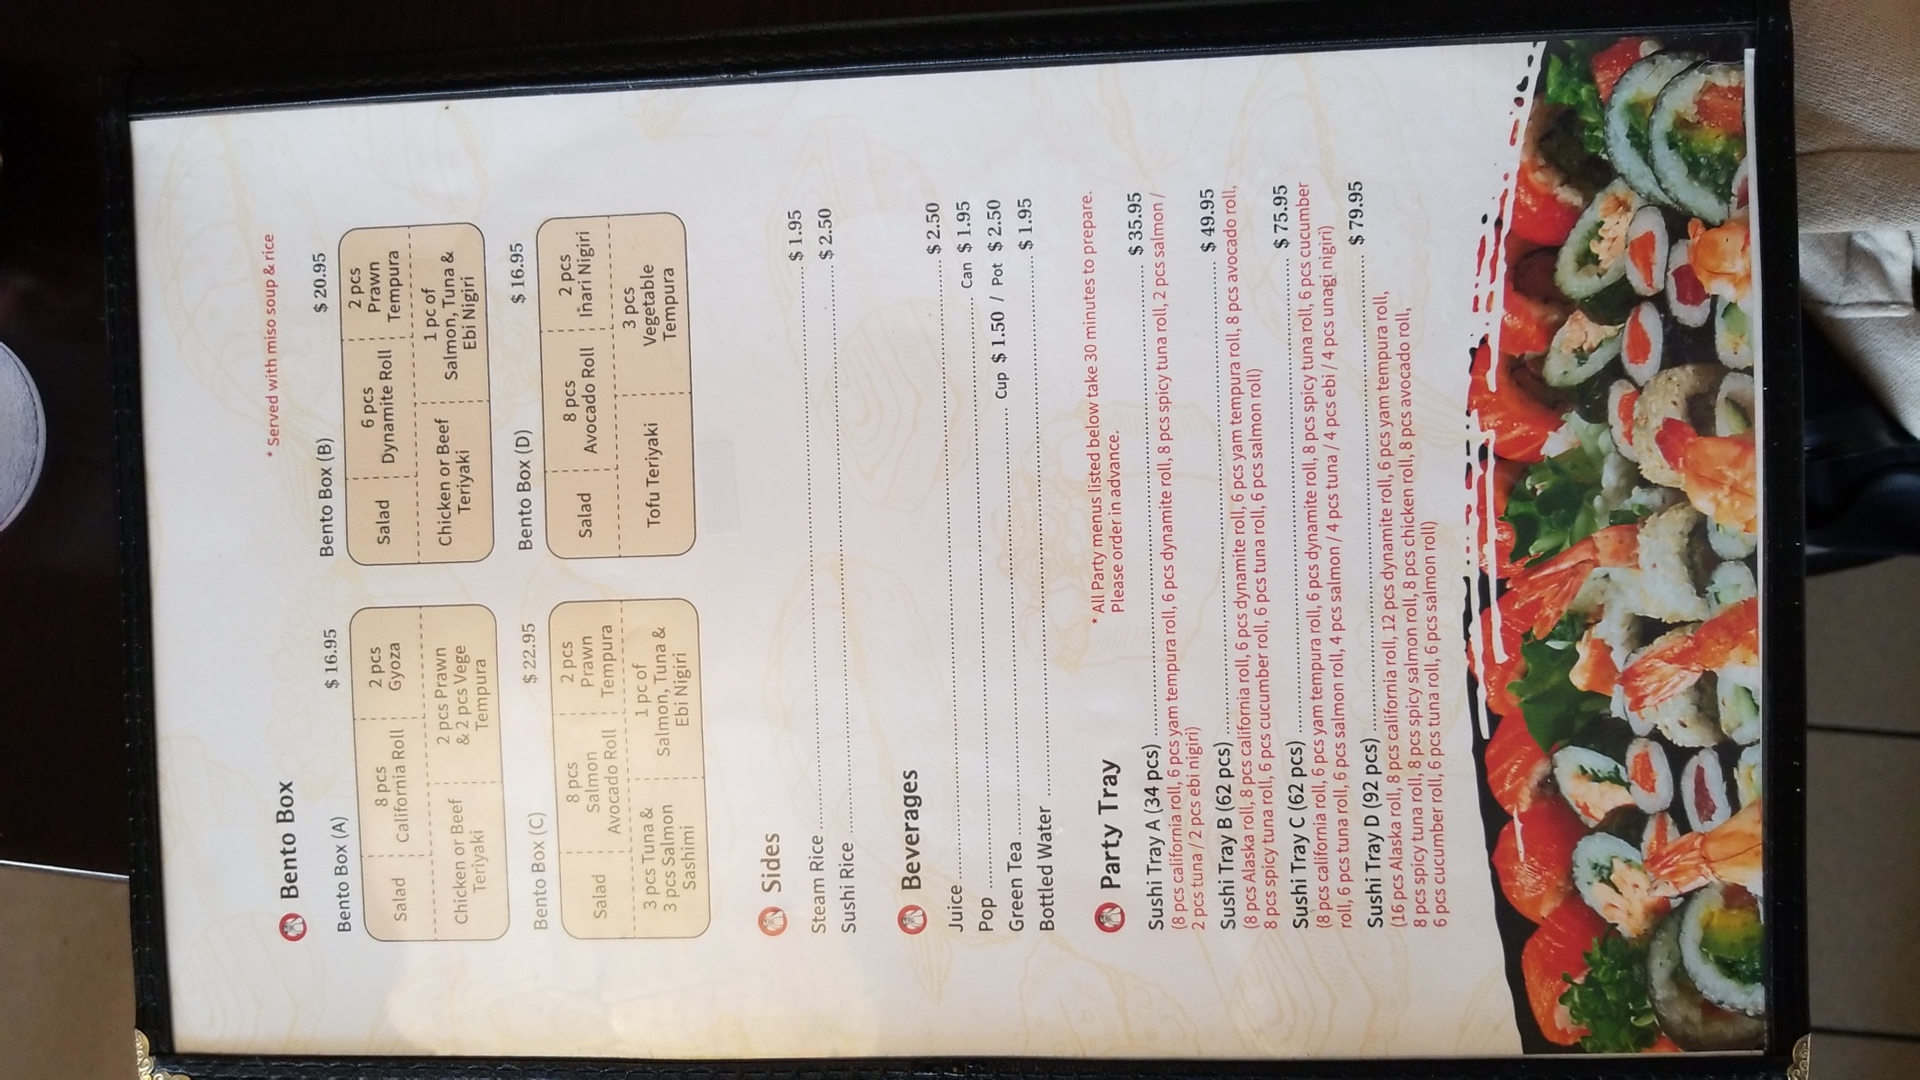 Bento Box
* Served with miso soup & rice
Bento Box (A) $ 16.95
Salad
8 pcs
California Roll
2 pcs
Gyoza
Chicken or Beef
Teriyaki
2 pcs Prawn
& 2 pcs Vege
Tempura
Bento Box (B) $ 20.95
Salad
6 pcs
Dynamite Roll
2 pcs
Prawn
Tempura
Chicken or Beef
Teriyaki
1 pc of
Salmon, Tuna &
Ebi Nigiri
Bento Box (C) $ 22.95
Salad
8 pcs
Salmon
Avocado Roll
2 pcs
Prawn
Tempura
3 pcs Tuna &
3 pcs Salmon
Sashimi
1 pc of
Salmon, Tuna &
Ebi Nigiri
Bento Box (D) $ 16.95
Salad
8 pcs
Avocado Roll
2 pcs
Inari Nigiri
Tofu Teriyaki
3 pcs
Vegetable
Tempura
Sides
Steam Rice $ 1.95
Sushi Rice $ 2.50
Beverages
Juice $ 2.50
Pop Can $ 1.95
Green Tea Cup $ 1.50 / Pot $ 2.50
Bottled Water $ 1.95
Party Tray
* All Party menus listed below take 30 minutes to prepare.
Please order in advance.
Sushi Tray A (34 pcs) $ 35.95
(8 pcs california roll, 6 pcs yam tempura roll, 6 pcs dynamite roll, 8 pcs spicy tuna roll, 2 pcs salmon /
2 pcs tuna / 2 pcs ebi nigiri)
Sushi Tray B (62 pcs) $ 49.95
(8 pcs Alaska roll, 8 pcs california roll, 6 pcs dynamite roll, 6 pcs yam tempura roll, 8 pcs avocado roll,
8 pcs spicy tuna roll, 6 pcs cucumber roll, 6 pcs tuna roll, 6 pcs salmon roll)
Sushi Tray C (62 pcs) $ 75.95
(8 pcs california roll, 6 pcs yam tempura roll, 6 pcs dynamite roll, 8 pcs spicy tuna roll, 6 pcs cucumber
roll, 6 pcs tuna roll, 6 pcs salmon roll, 4 pcs salmon / 4 pcs tuna / 4 pcs ebi / 4 pcs unagi nigiri)
Sushi Tray D (92 pcs) $ 79.95
(16 pcs Alaska roll, 8 pcs california roll, 12 pcs dynamite roll, 6 pcs yam tempura roll,
8 pcs spicy tuna roll, 8 pcs spicy salmon roll, 8 pcs chicken roll, 8 pcs avocado roll,
6 pcs cucumber roll, 6 pcs tuna roll, 6 pcs salmon roll)